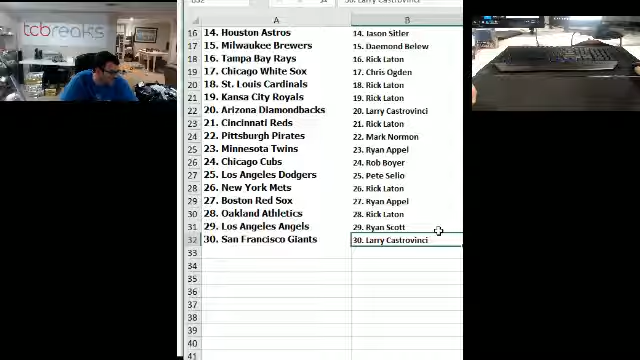 tcbreaks
B32
30. Larry Castrovinci
A B
16 14. Houston Astros 14. Jason Sitler
17 15. Milwaukee Brewers 15. Daemond Belew
18 16. Tampa Bay Rays 16. Rick Laton
19 17. Chicago White Sox 17. Chris Ogden
20 18. St. Louis Cardinals 18. Rick Laton
21 19. Kansa City Royals 19. Rick Laton
22 20. Arizona Diamondbacks 20. Larry Castrovinci
23 21. Cincinnati Reds 21. Rick Laton
24 22. Pittsburgh Pirates 22. Mark Normon
25 23. Minnesota Twins 23. Ryan Appel
26 24. Chicago Cubs 24. Rob Boyer
27 25. Los Angeles Dodgers 25. Pete Selio
28 26. New York Mets 26. Rick Laton
29 27. Boston Red Sox 27. Ryan Appel
30 28. Oakland Athletics 28. Rick Laton
31 29. Los Angeles Angels 29. Ryan Scott
32 30. San Francisco Giants 30. Larry Castrovinci
33
34
35
36
37
38
39
40
41